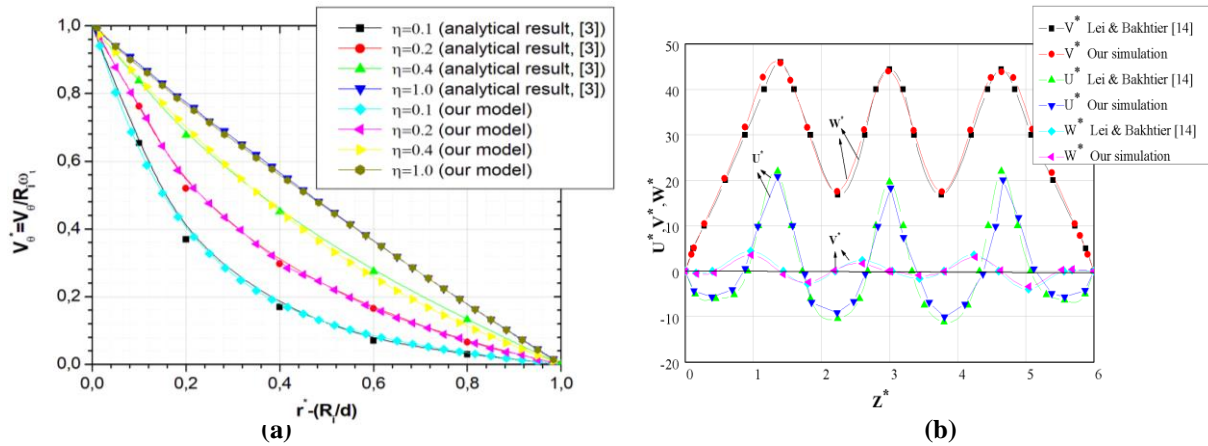 η=0.1 (analytical result, [3])
η=0.2 (analytical result, [3])
η=0.4 (analytical result, [3])
η=1.0 (analytical result, [3])
η=0.1 (our model)
η=0.2 (our model)
η=0.4 (our model)
η=1.0 (our model)
V*θ=Vθ/Riωi
1,0
0,8
0,6
0,4
0,2
0,0
0,0 0,2 0,4 0,6 0,8 1,0
r*-(Ri/d)
(a)
V* Lei & Bakhtier [14]
V* Our simulation
U* Lei & Bakhtier [14]
U* Our simulation
W* Lei & Bakhtier [14]
W* Our simulation
U*, V*, W*
50
40
30
20
10
0
-10
-20
W*
U*
V*
0 1 2 3 4 5 6
Z*
(b)